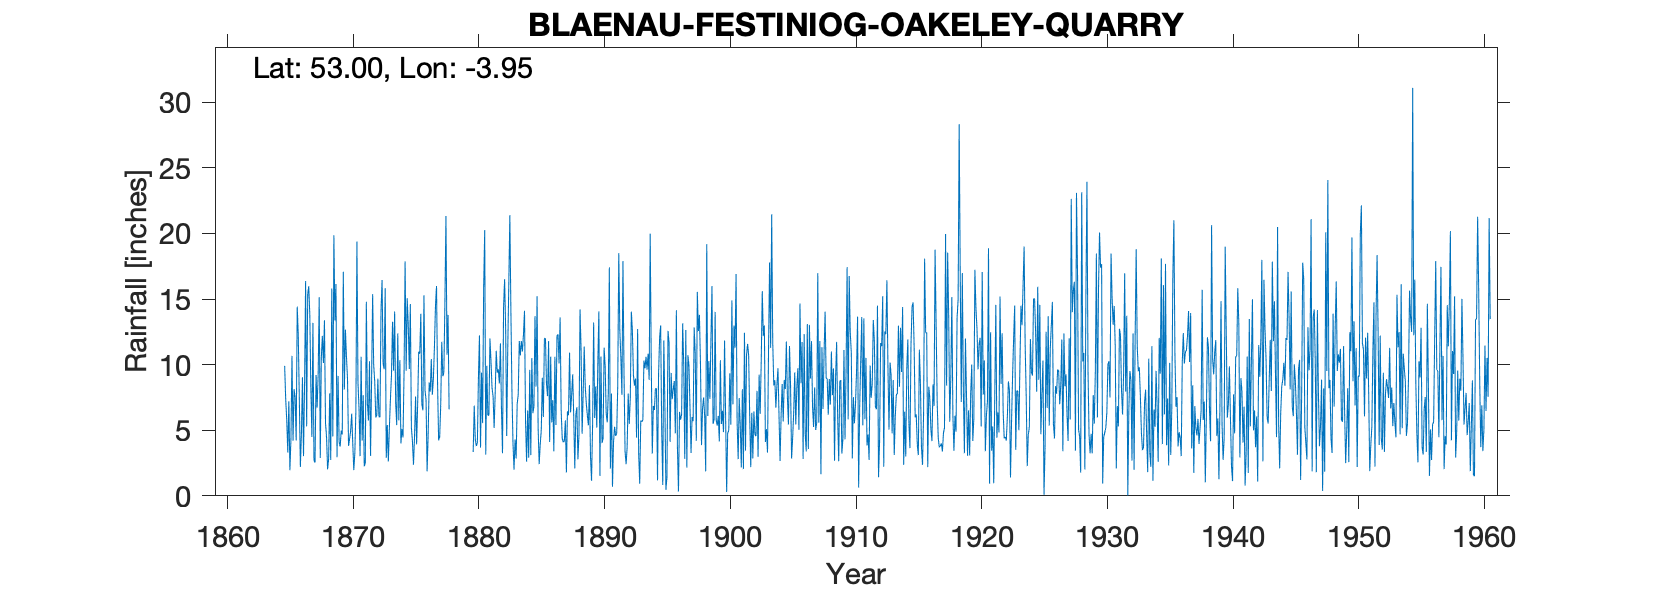 BLAENAU-FESTINIOG-OAKELEY-QUARRY
Lat: 53.00, Lon: -3.95
Rainfall [inches]
30
25
20
15
10
5
0
1860 1870 1880 1890 1900 1910 1920 1930 1940 1950 1960
Year